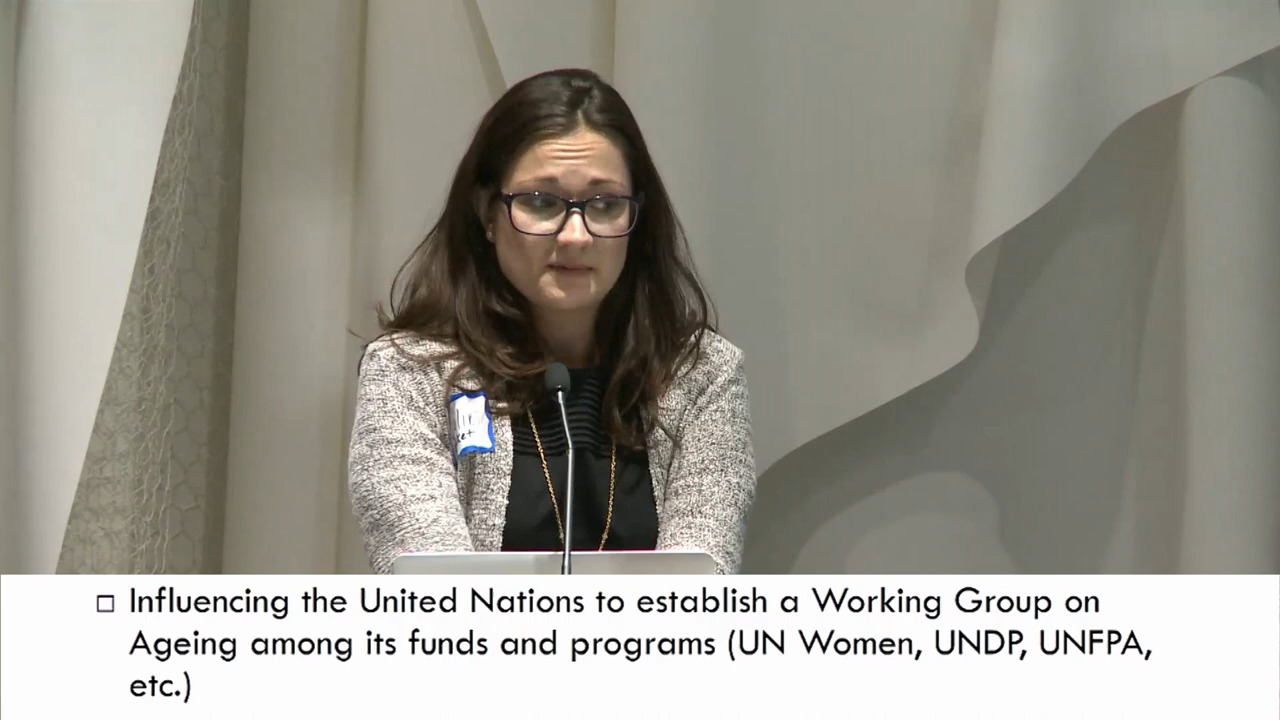 □ Influencing the United Nations to establish a Working Group on
Ageing among its funds and programs (UN Women, UNDP, UNFPA,
etc.)